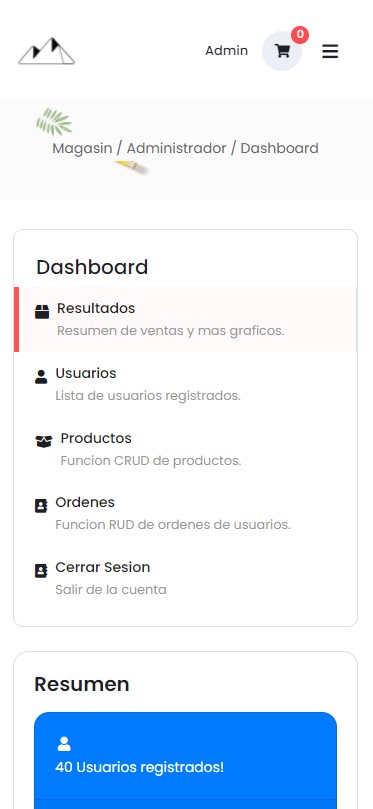 Admin
0
Magasin / Administrador / Dashboard
Dashboard
Resultados
Resumen de ventas y mas graficos.
Usuarios
Lista de usuarios registrados.
Productos
Funcion CRUD de productos.
Ordenes
Funcion RUD de ordenes de usuarios.
Cerrar Sesion
Salir de la cuenta
Resumen
40 Usuarios registrados!